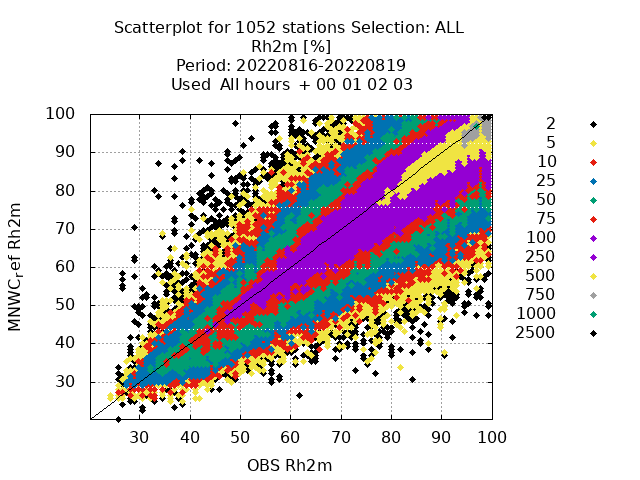 Scatterplot for 1052 stations Selection: ALL
Rh2m [%]
Period: 20220816-20220819
Used  All hours  + 00 01 02 03
MNWC,ef Rh2m
100
90
80
70
60
50
40
30
30 40 50 60 70 80 90 100
OBS Rh2m
2
5
10
25
50
75
100
250
500
750
1000
2500